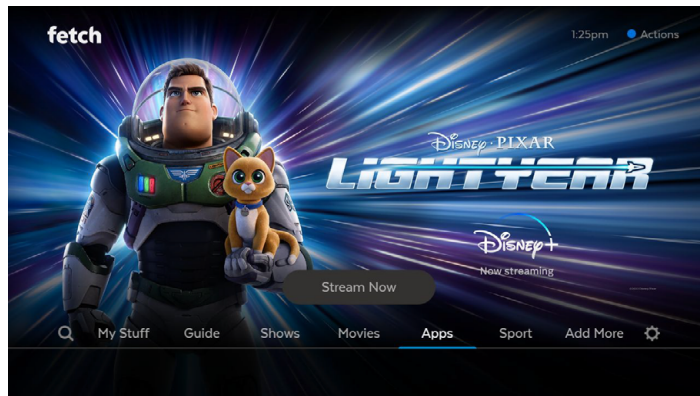 fetch
1:25pm Actions
Disney · PIXAR
LIGHTYEAR
Disney+
Now streaming
Stream Now
My Stuff Guide Shows Movies Apps Sport Add More